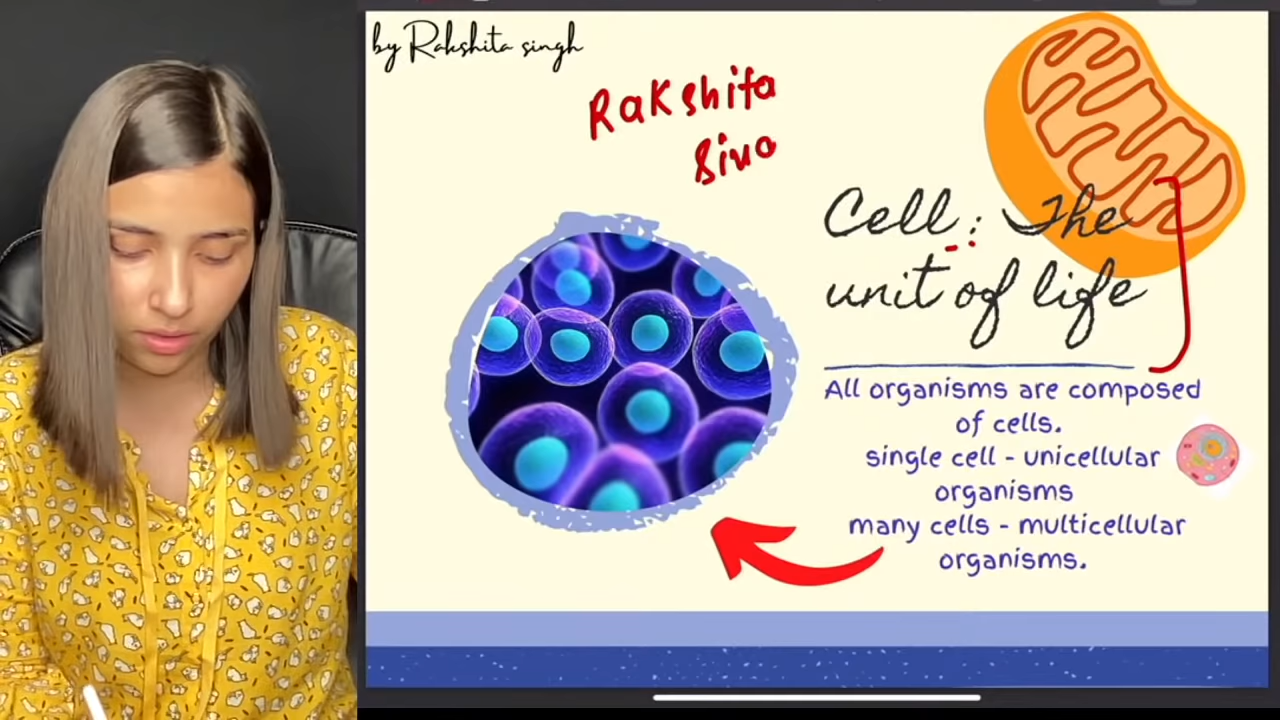 by Rakshita singh
Rakshita
Cell: The
unit of life
All organisms are composed
of cells.
single cell - unicellular
organisms
many cells - multicellular
organisms.